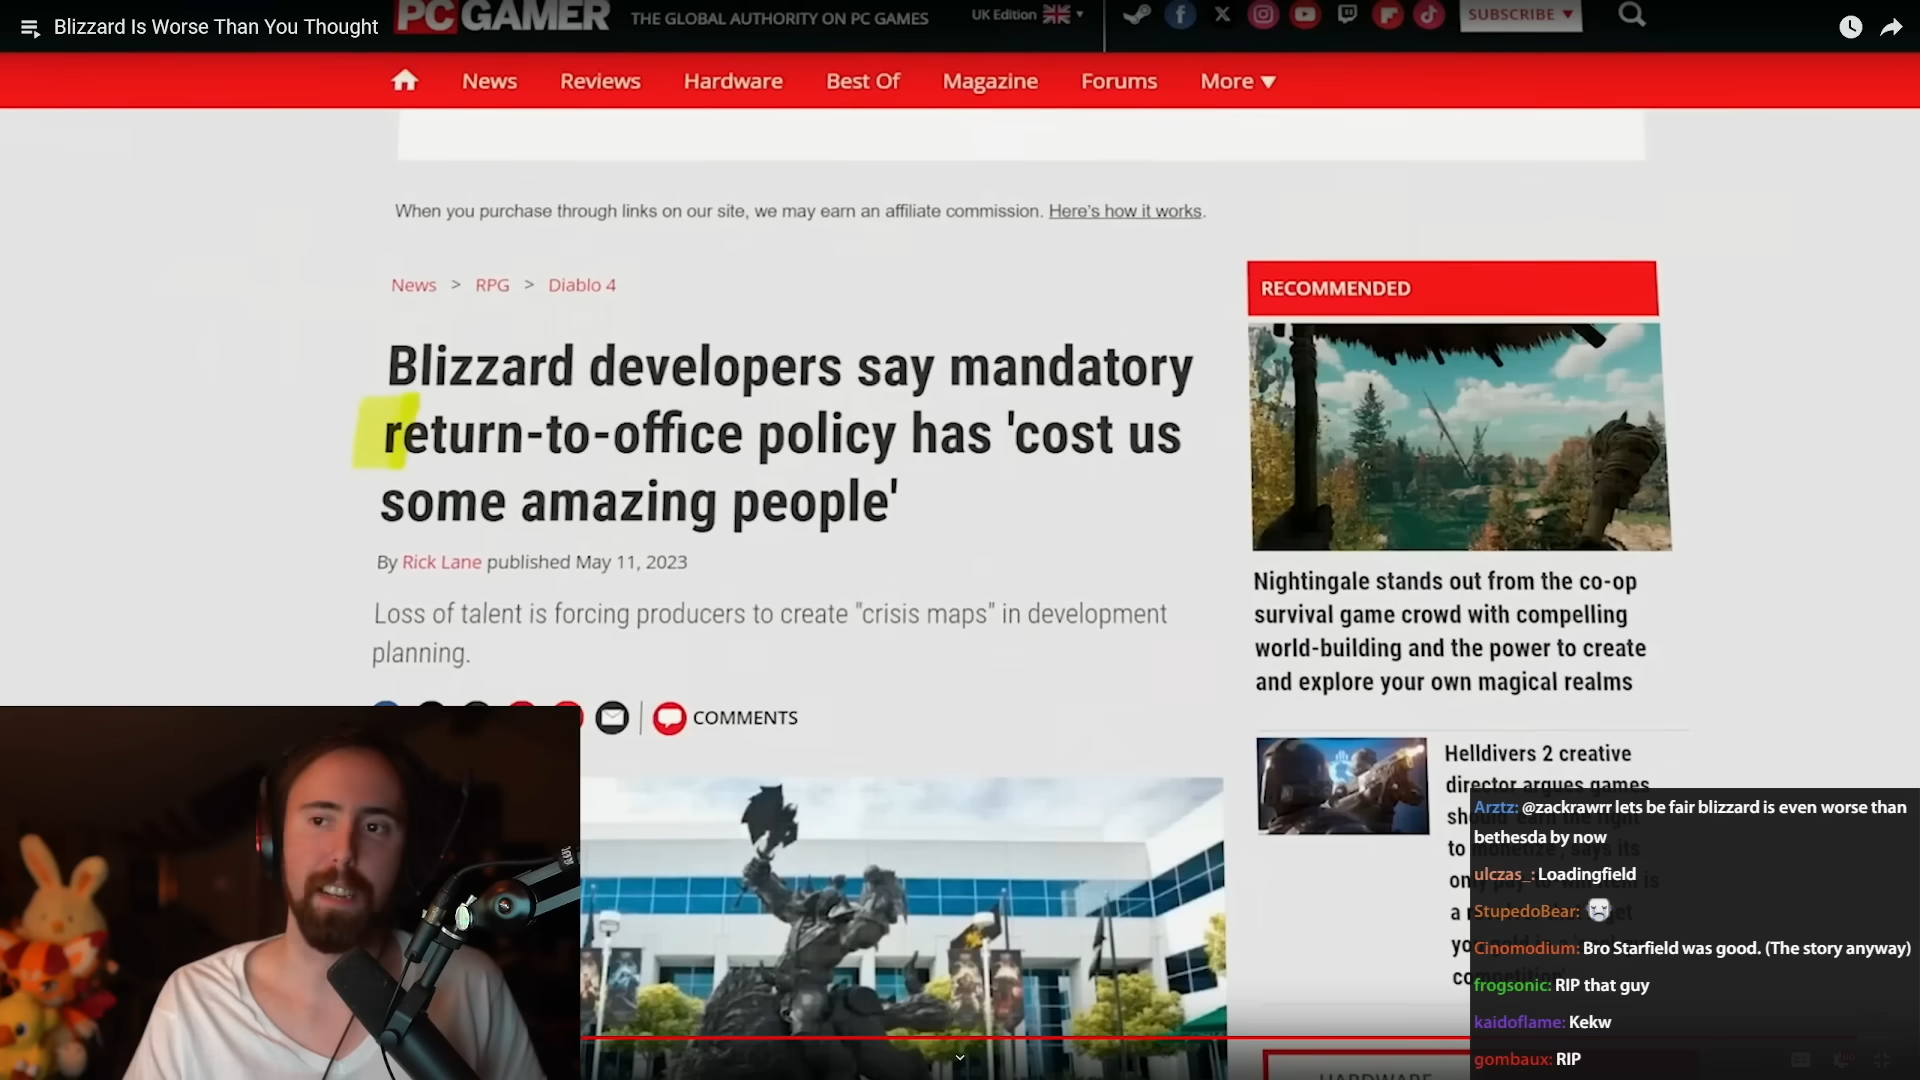 Blizzard Is Worse Than You Thought
PC GAMER
THE GLOBAL AUTHORITY ON PC GAMES
UK Edition
SUBSCRIBE
News
Reviews
Hardware
Best Of
Magazine
Forums
More
When you purchase through links on our site, we may earn an affiliate commission. Here's how it works.
News > RPG > Diablo 4
Blizzard developers say mandatory
return-to-office policy has 'cost us
some amazing people'
By Rick Lane published May 11, 2023
Loss of talent is forcing producers to create "crisis maps" in development
planning.
COMMENTS
RECOMMENDED
Nightingale stands out from the co-op
survival game crowd with compelling
world-building and the power to create
and explore your own magical realms
Helldivers 2 creative
director argues games
Arztz: @zackrawrr lets be fair blizzard is even worse than
bethesda by now
ulczas_: Loadingfield
StupedoBear:
Cinomodium: Bro Starfield was good. (The story anyway)
frogsonic: RIP that guy
kaidoflame: Kekw
gombaux: RIP